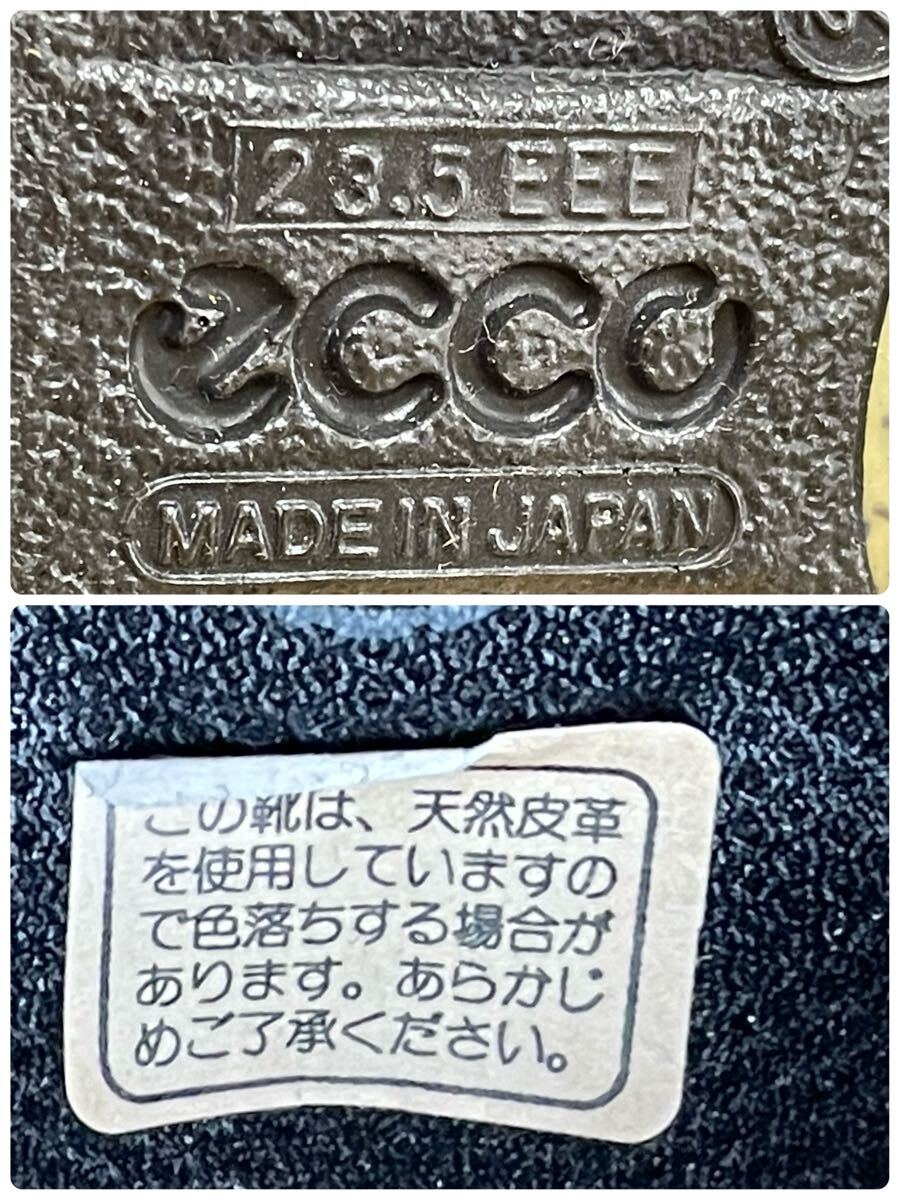 23.5 EEE
ecco
MADE IN JAPAN
この靴は、天然皮革
を使用していますの
で色落ちする場合が
あります。あらかじ
めご了承ください。